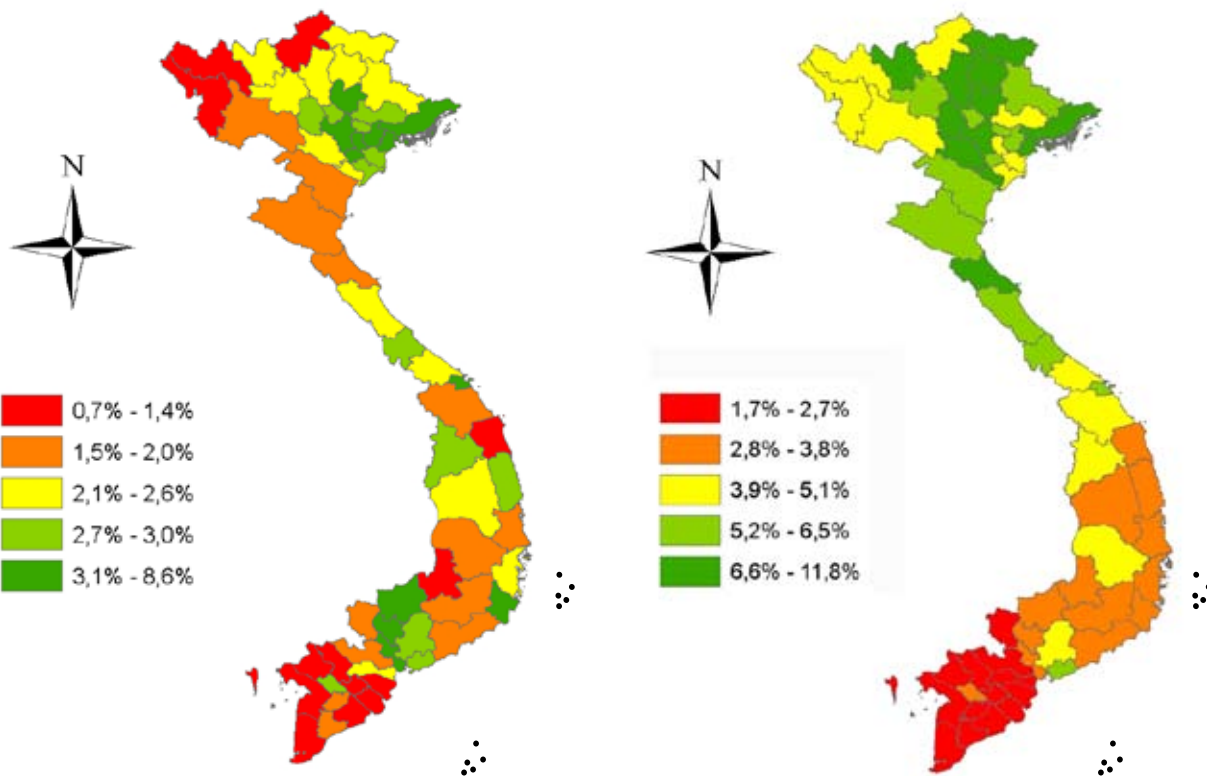 N
0,7% - 1,4%
1,5% - 2,0%
2,1% - 2,6%
2,7% - 3,0%
3,1% - 8,6%
N
1,7% - 2,7%
2,8% - 3,8%
3,9% - 5,1%
5,2% - 6,5%
6,6% - 11,8%